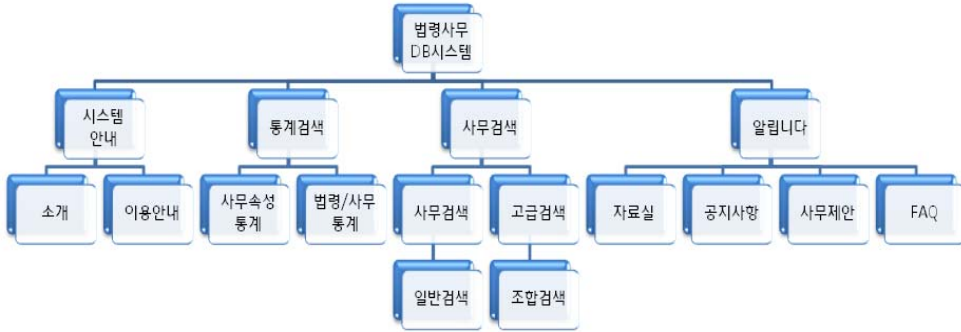 법령사무
DB시스템
시스템
안내
통계검색
사무검색
알립니다
소개
이용안내
사무속성
통계
법령/사무
통계
사무검색
고급검색
자료실
공지사항
사무제안
FAQ
일반검색
조합검색